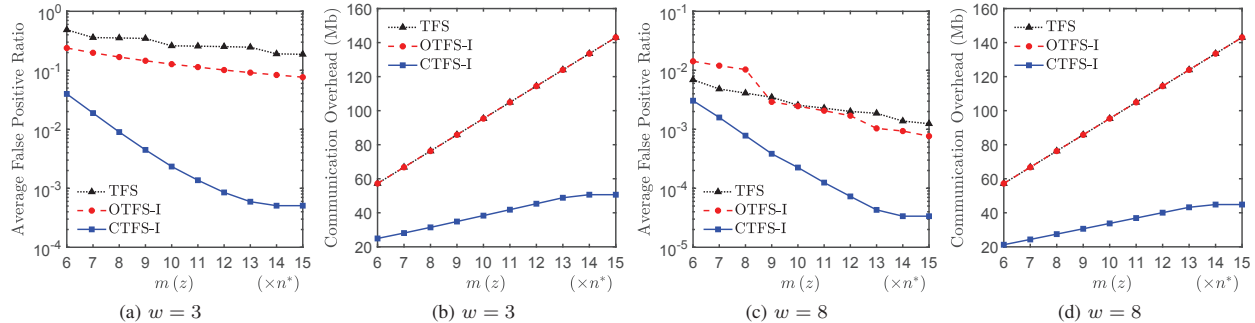 Average False Positive Ratio
10^0
10^-1
10^-2
10^-3
10^-4
TFS
OTFS-I
CTFS-I
6 7 8 9 10 11 12 13 14 15
m (z) (×n*)
(a) w = 3
Communication Overhead (Mb)
160
140
120
100
80
60
40
20
TFS
OTFS-I
CTFS-I
6 7 8 9 10 11 12 13 14 15
m (z) (×n*)
(b) w = 3
Average False Positive Ratio
10^-1
10^-2
10^-3
10^-4
10^-5
TFS
OTFS-I
CTFS-I
6 7 8 9 10 11 12 13 14 15
m (z) (×n*)
(c) w = 8
Communication Overhead (Mb)
160
140
120
100
80
60
40
20
TFS
OTFS-I
CTFS-I
6 7 8 9 10 11 12 13 14 15
m (z) (×n*)
(d) w = 8